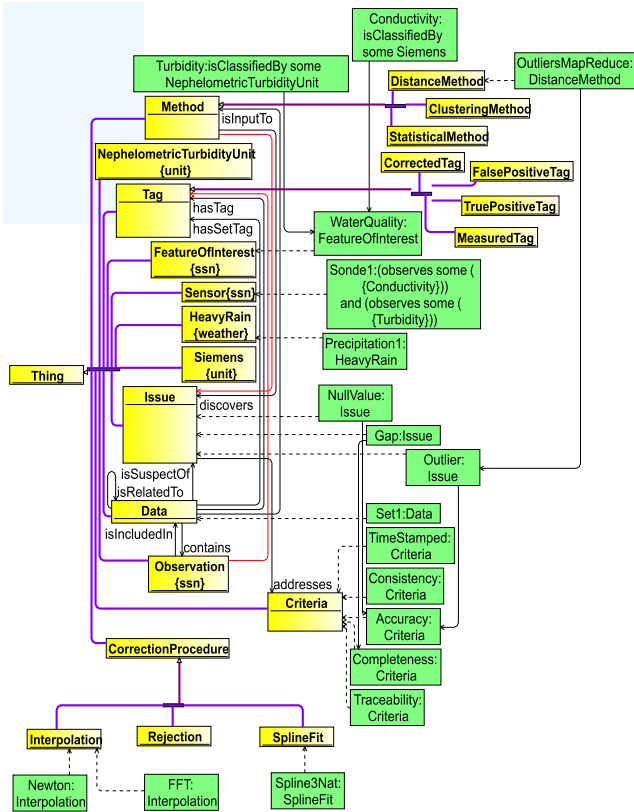 Conductivity:
isClassifiedBy
some Siemens
Turbidity:isClassifiedBy some
NephelometricTurbidityUnit
OutliersMapReduce:
DistanceMethod
DistanceMethod
Method
isInputTo
ClusteringMethod
StatisticalMethod
NephelometricTurbidityUnit
{unit}
CorrectedTag
FalsePositiveTag
Tag
hasTag
hasSetTag
TruePositiveTag
WaterQuality:
FeatureOfInterest
MeasuredTag
FeatureOfInterest
{ssn}
Sonde1:(observes some (
{Conductivity}))
and (observes some (
{Turbidity}))
Sensor{ssn}
HeavyRain
{weather}
Precipitation1:
HeavyRain
Siemens
{unit}
Thing
Issue
discovers
NullValue:
Issue
Gap:Issue
Outlier:
Issue
isSuspectOf
isRelatedTo
Data
Set1:Data
isIncludedIn
contains
TimeStamped:
Criteria
Observation
{ssn}
addresses
Consistency:
Criteria
Criteria
Accuracy:
Criteria
CorrectionProcedure
Completeness:
Criteria
Traceability:
Criteria
Interpolation
Rejection
SplineFit
Newton:
Interpolation
FFT:
Interpolation
Spline3Nat:
SplineFit